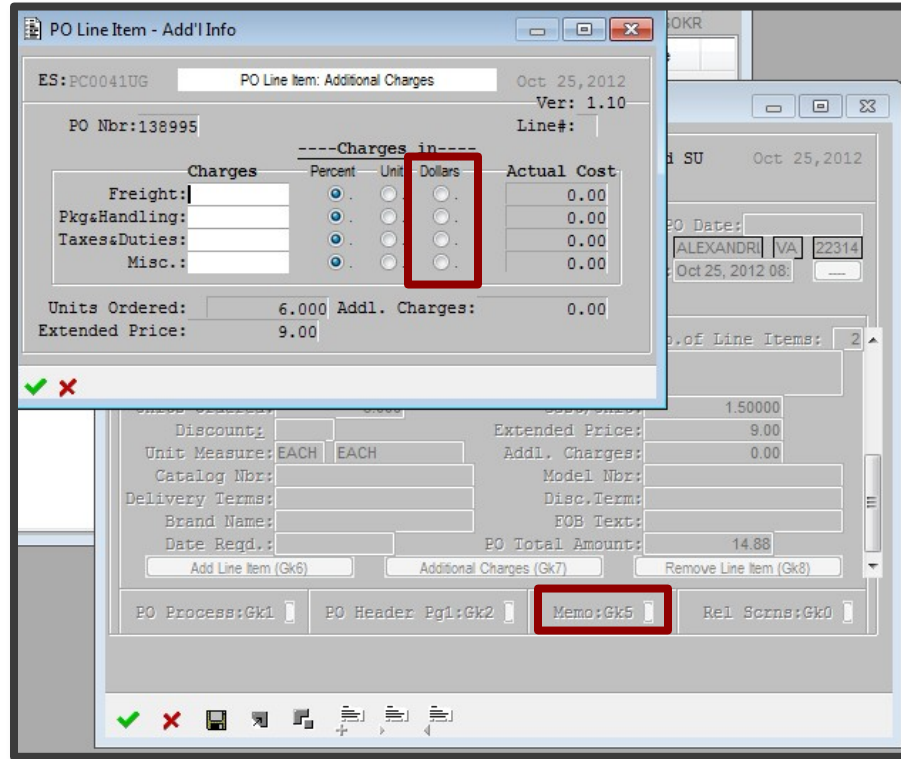 PO Line Item - Add'l Info
OKR
ES:PC0041UG PO Line Item: Additional Charges Oct 25,2012
Ver: 1.10
PO Nbr:138995 Line#:
----Charges in----
Charges Percent Unit Dollars Actual Cost
Freight: 0.00
Pkg&Handling: 0.00
Taxes&Duties: 0.00
Misc.: 0.00
Units Ordered: 6.000 Addl. Charges: 0.00
Extended Price: 9.00
SU Oct 25,2012
PO Date:
ALEXANDRI VA 22314
Oct 25, 2012 08:
of Line Items: 2
1.50000
Discount: Extended Price: 9.00
Unit Measure: EACH EACH Addl. Charges: 0.00
Catalog Nbr: Model Nbr:
Delivery Terms: Disc.Term:
Brand Name: FOB Text:
Date Reqd.: PO Total Amount: 14.88
Add Line Item (Gk6) Additional Charges (Gk7) Remove Line Item (Gk8)
PO Process:Gk1 PO Header Pg1:Gk2 Memo:Gk5 Rel Scrns:Gk0